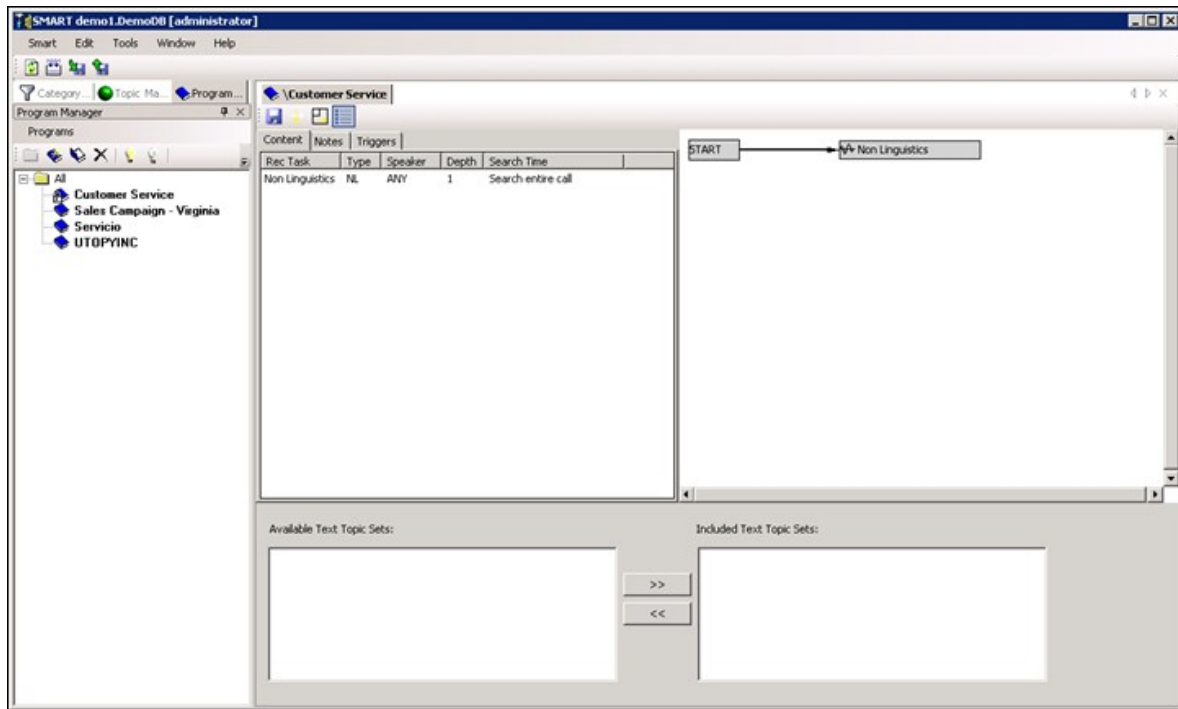 SMART demo1.DemoDB [administrator]
Smart Edit Tools Window Help
Category... Topic Ma... Program...
\Customer Service
Program Manager
Programs
Content Notes Triggers
Rec Task Type Speaker Depth Search Time
Non Linguistics NL ANY 1 Search entire call
START
Non Linguistics
All
Customer Service
Sales Campaign - Virginia
Servicio
UTOPYINC
Available Text Topic Sets:
Included Text Topic Sets:
>>
<<